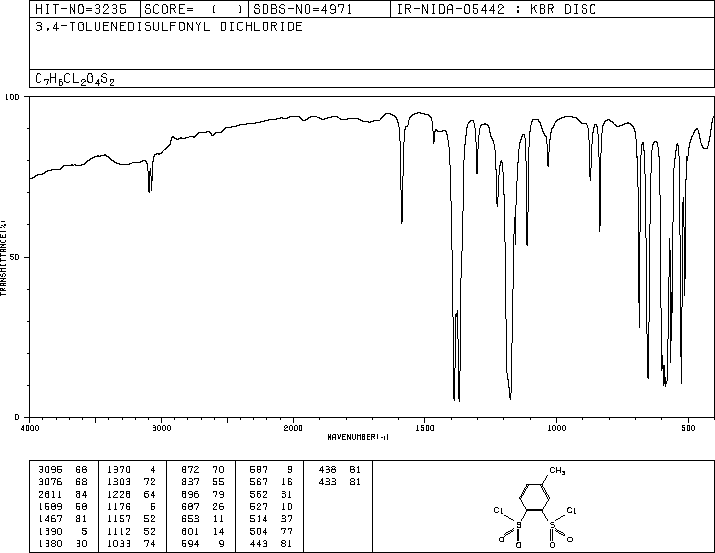 HIT-NO=3235 SCORE= ( ) SDBS-NO=4971 IR-NIDA-05442 : KBR DISC
3,4-TOLUENEDISULFONYL DICHLORIDE
C7H6CL2O4S2
100
50
0
TRANSMITTANCE(%)
4000 3000 2000 1500 1000 500
WAVENUMBER(-1)
3095 68 1370 4 872 70 587 9 438 81
3076 68 1303 72 837 55 567 16 433 81
2811 84 1228 64 696 79 562 31
1589 60 1176 5 687 26 527 10
1467 81 1157 52 653 11 514 37
1390 5 1112 52 601 14 504 77
1380 30 1033 74 594 9 443 81
CH3
Cl Cl
S S
O O O O